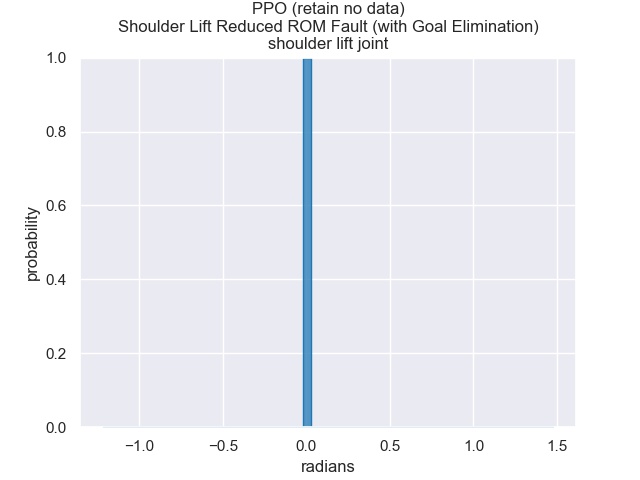 PPO (retain no data)
Shoulder Lift Reduced ROM Fault (with Goal Elimination)
shoulder lift joint
1.0
0.8
0.6
0.4
0.2
0.0
probability
−1.0 −0.5 0.0 0.5 1.0 1.5
radians